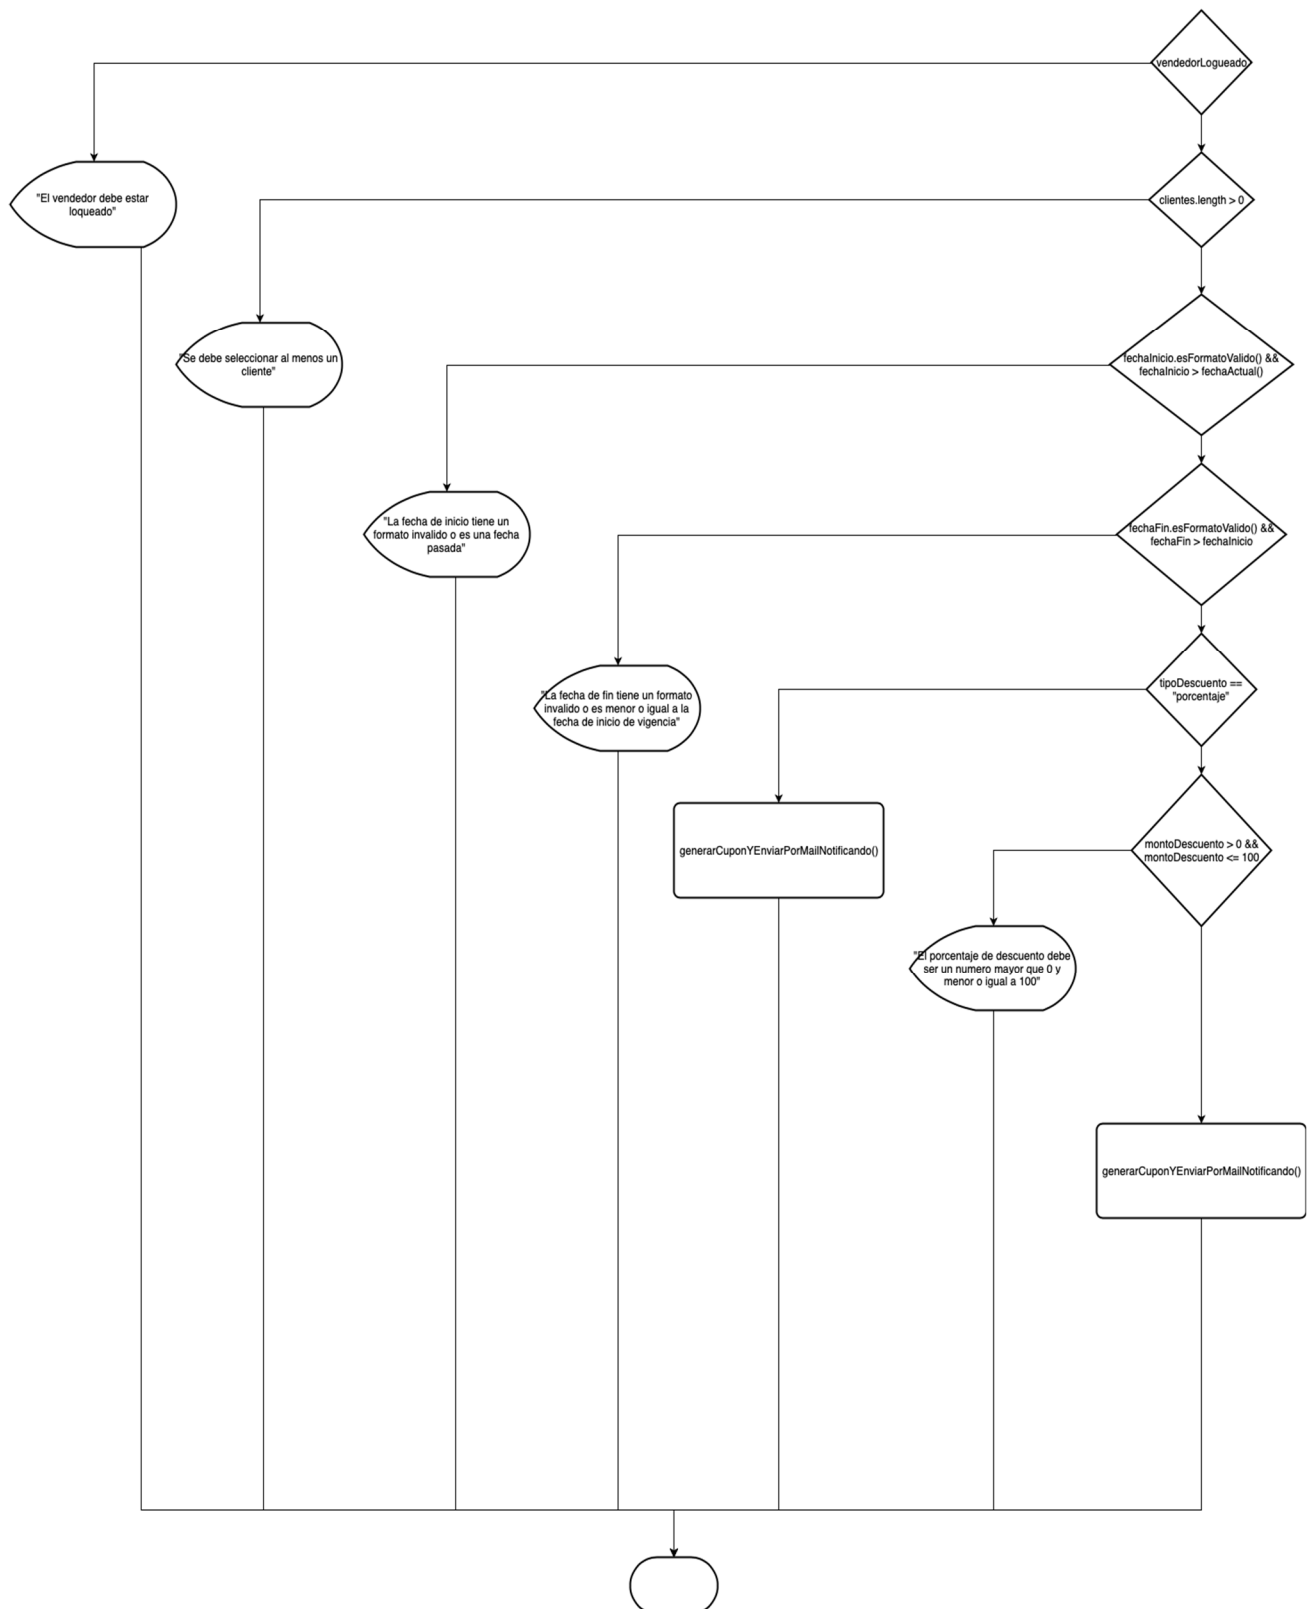 vendedorLogueado
"El vendedor debe estar
loqueado"
clientes.length > 0
"Se debe seleccionar al menos un
cliente"
fechaInicio.esFormatoValido() &&
fechaInicio > fechaActual()
"La fecha de inicio tiene un
formato invalido o es una fecha
pasada"
fechaFin.esFormatoValido() &&
fechaFin > fechaInicio
"La fecha de fin tiene un formato
invalido o es menor o igual a la
fecha de inicio de vigencia"
tipoDescuento ==
"porcentaje"
generarCuponYEnviarPorMailNotificando()
montoDescuento > 0 &&
montoDescuento <= 100
"El porcentaje de descuento debe
ser un numero mayor que 0 y
menor o igual a 100"
generarCuponYEnviarPorMailNotificando()